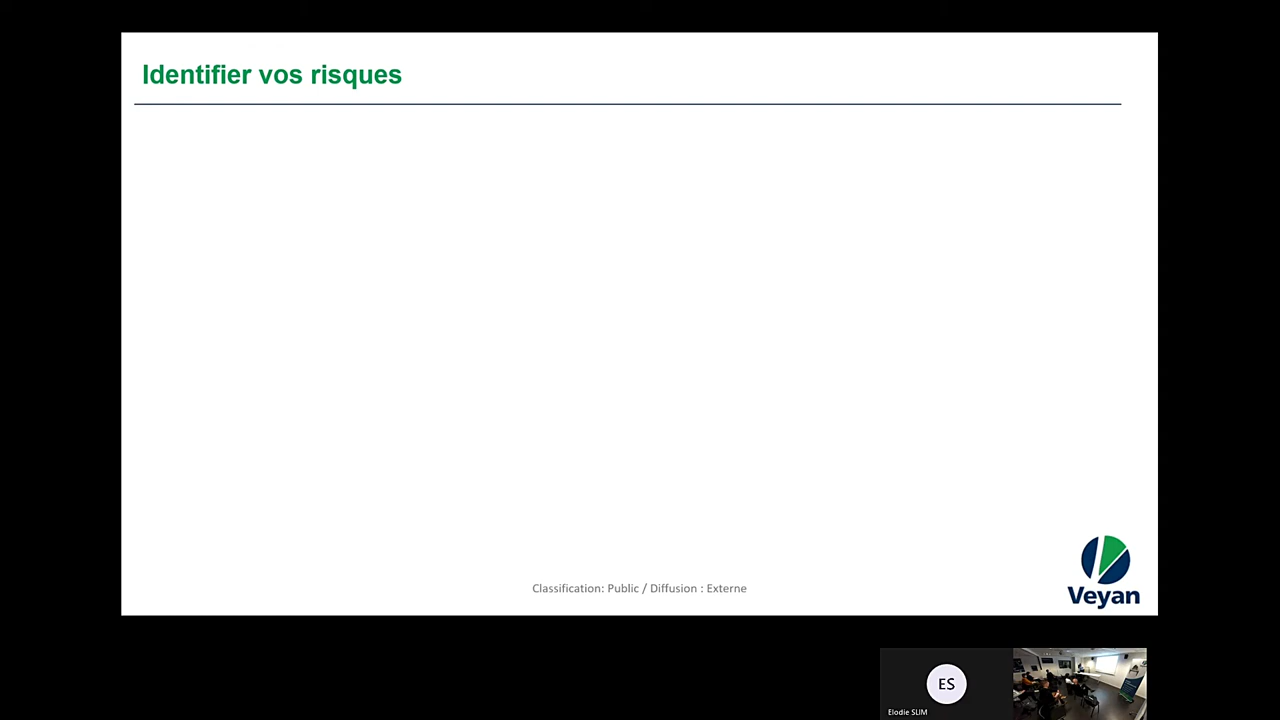 Identifier vos risques
Classification: Public / Diffusion : Externe
Veyan
ES
Elodie SLIM